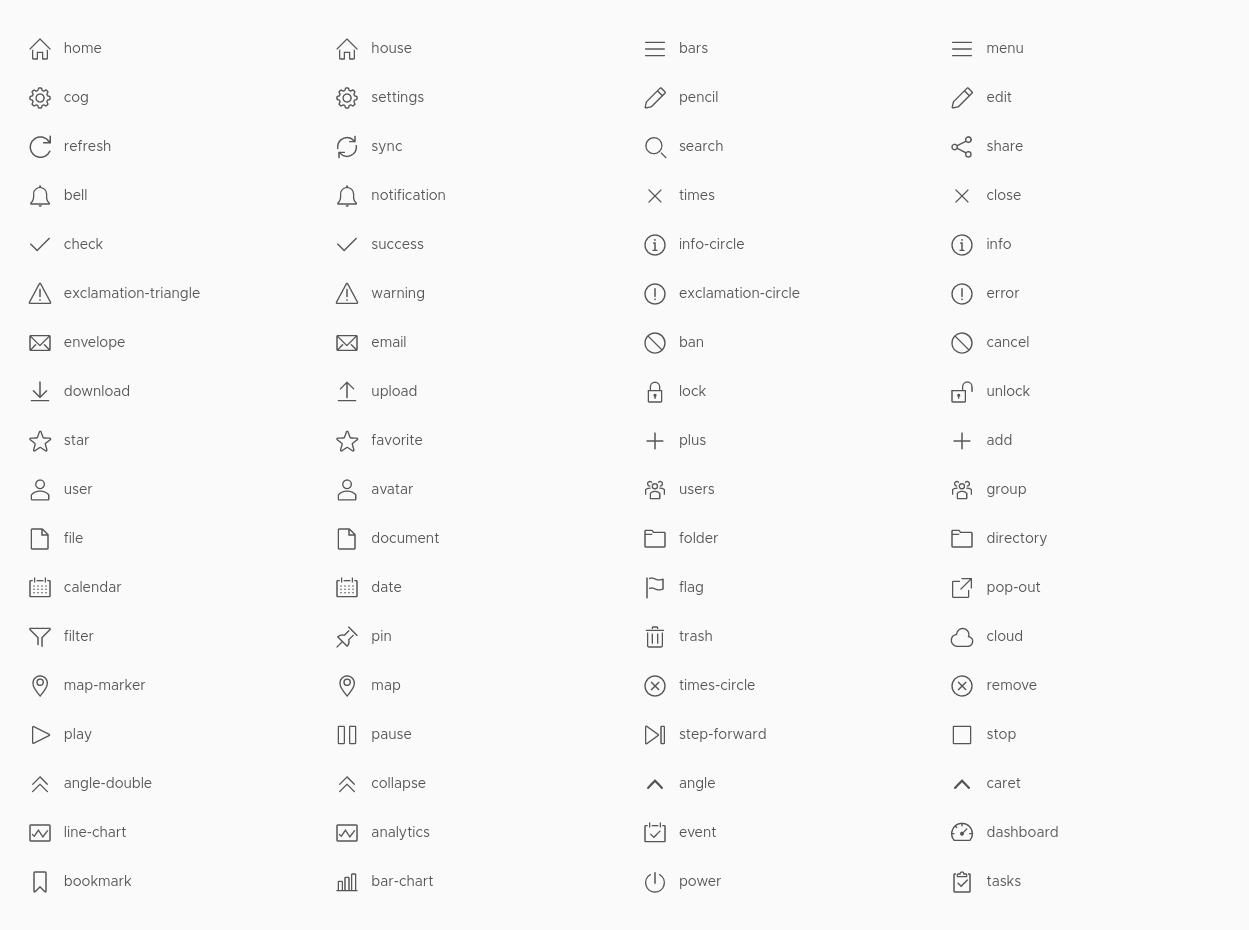 home house bars menu
cog settings pencil edit
refresh sync search share
bell notification times close
check success info-circle info
exclamation-triangle warning exclamation-circle error
envelope email ban cancel
download upload lock unlock
star favorite plus add
user avatar users group
file document folder directory
calendar date flag pop-out
filter pin trash cloud
map-marker map times-circle remove
play pause step-forward stop
angle-double collapse angle caret
line-chart analytics event dashboard
bookmark bar-chart power tasks